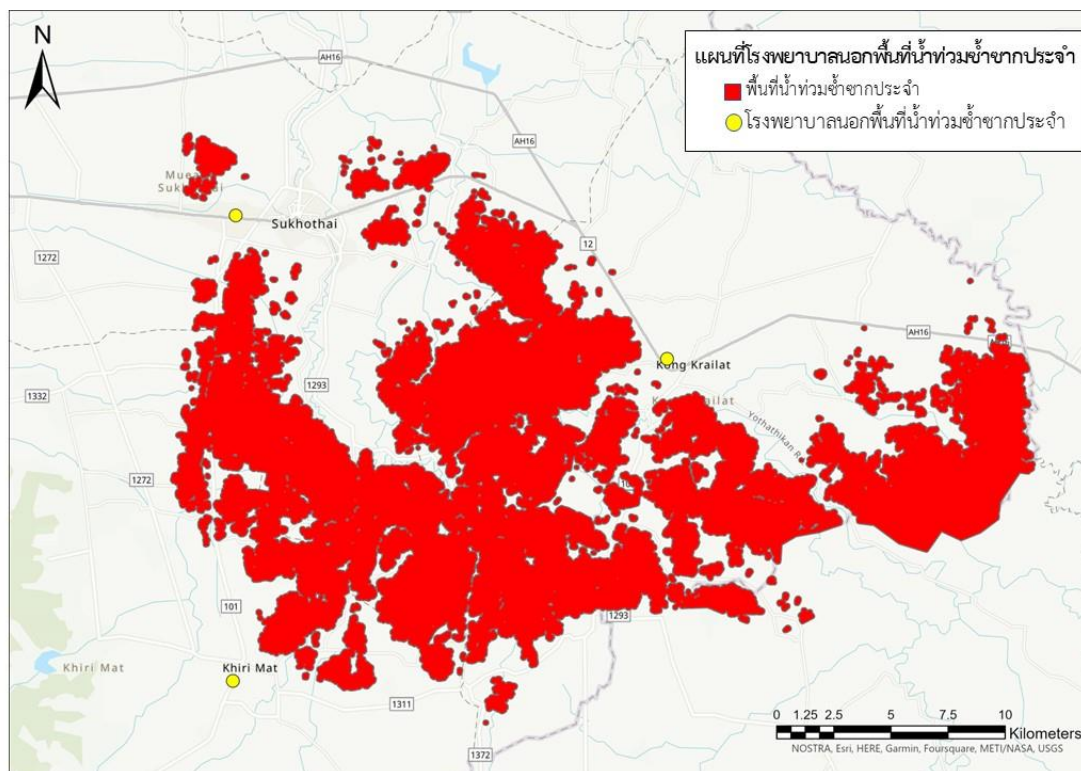 N
แผนที่โรงพยาบาลนอกพื้นที่น้ำท่วมซ้ำซากประจำ
พื้นที่น้ำท่วมซ้ำซากประจำ
โรงพยาบาลนอกพื้นที่น้ำท่วมซ้ำซากประจำ
AH16
AH16
Sukhothai
12
1272
AH16
Kong Krailat
1293
1332
Yothathikan
1272
101
1293
Khiri Mat
Khiri Mat
1311
1372
0 1.25 2.5 5 7.5 10
Kilometers
NOSTRA, Esri, HERE, Garmin, Foursquare, METI/NASA, USGS